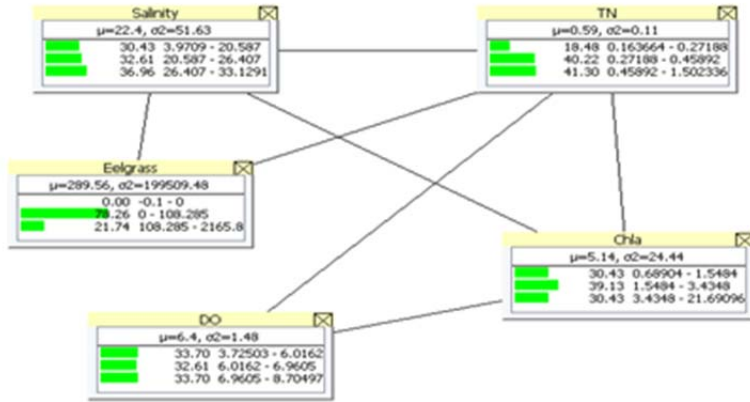 Salinity
μ=22.4, σ2=51.63
30.43 3.9709 - 20.587
32.61 20.587 - 26.407
36.96 26.407 - 33.1291
TN
μ=0.59, σ2=0.11
18.48 0.163664 - 0.27188
40.22 0.27188 - 0.45892
41.30 0.45892 - 1.502336
Eelgrass
μ=289.56, σ2=199509.48
0.00 -0.1 - 0
78.26 0 - 108.285
21.74 108.285 - 2165.8
Chla
μ=5.14, σ2=24.44
30.43 0.68904 - 1.5484
39.13 1.5484 - 3.4348
30.43 3.4348 - 21.69096
DO
μ=6.4, σ2=1.48
33.70 3.72503 - 6.0162
32.61 6.0162 - 6.9605
33.70 6.9605 - 8.70497